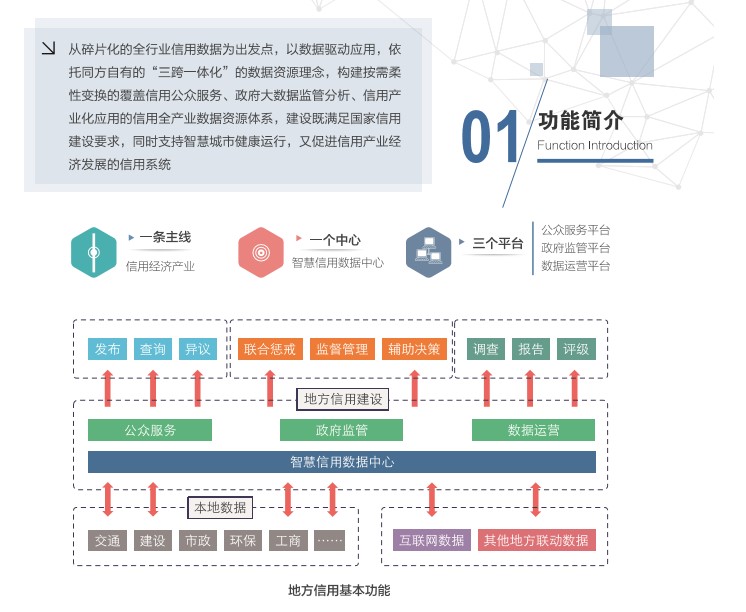 从碎片化的全行业信用数据为出发点，以数据驱动应用，依
托同方自有的“三跨一体化”的数据资源理念，构建按需柔
性变换的覆盖信用公众服务、政府大数据监管分析、信用产
业化应用的信用全产业数据资源体系，建设既满足国家信用
建设要求，同时支持智慧城市健康运行，又促进信用产业经
济发展的信用系统
01
功能简介
Function Introduction
一条主线
信用经济产业
一个中心
智慧信用数据中心
三个平台
公众服务平台
政府监管平台
数据运营平台
发布 查询 异议 联合惩戒 监督管理 辅助决策 调查 报告 评级
地方信用建设
公众服务 政府监管 数据运营
智慧信用数据中心
本地数据
交通 建设 市政 环保 工商 …… 互联网数据 其他地方联动数据
地方信用基本功能